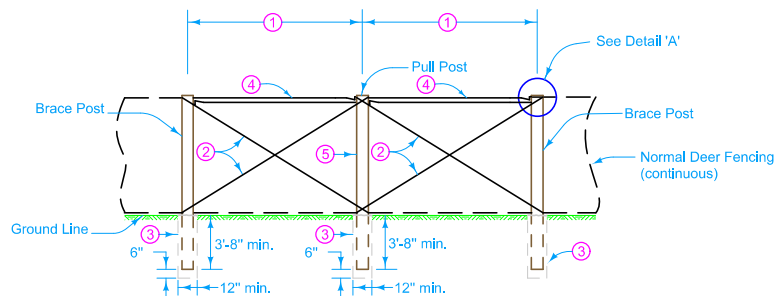 1
1
See Detail 'A'
Pull Post
4
4
Brace Post
Brace Post
2
5
2
Normal Deer Fencing
(continuous)
Ground Line
3
3'-8" min.
3
3'-8" min.
3
6"
6"
12" min.
12" min.